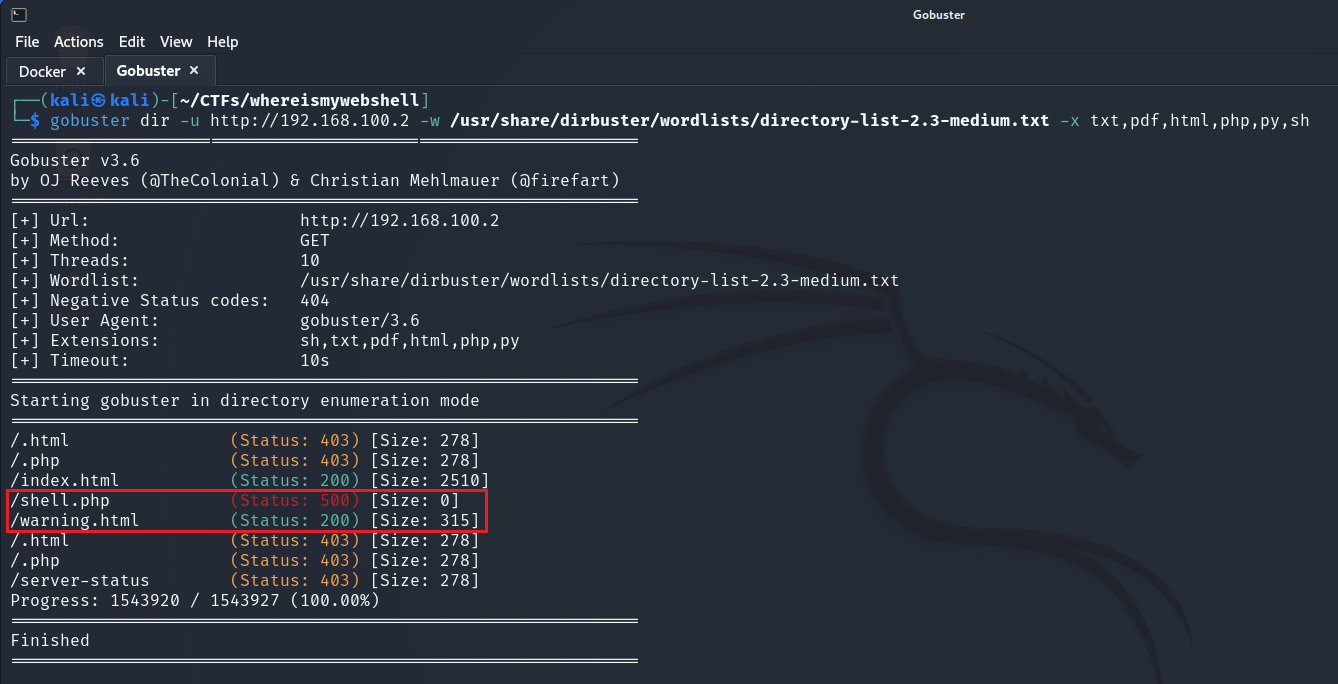 Gobuster
File Actions Edit View Help
Docker × Gobuster ×
(kali㉿kali)-[~/CTFs/whereismywebshell]
$ gobuster dir -u http://192.168.100.2 -w /usr/share/dirbuster/wordlists/directory-list-2.3-medium.txt -x txt,pdf,html,php,py,sh
Gobuster v3.6
by OJ Reeves (@TheColonial) & Christian Mehlmauer (@firefart)
[+] Url: http://192.168.100.2
[+] Method: GET
[+] Threads: 10
[+] Wordlist: /usr/share/dirbuster/wordlists/directory-list-2.3-medium.txt
[+] Negative Status codes: 404
[+] User Agent: gobuster/3.6
[+] Extensions: sh,txt,pdf,html,php,py
[+] Timeout: 10s
Starting gobuster in directory enumeration mode
/.html (Status: 403) [Size: 278]
/.php (Status: 403) [Size: 278]
/index.html (Status: 200) [Size: 2510]
/shell.php (Status: 500) [Size: 0]
/warning.html (Status: 200) [Size: 315]
/.html (Status: 403) [Size: 278]
/.php (Status: 403) [Size: 278]
/server-status (Status: 403) [Size: 278]
Progress: 1543920 / 1543927 (100.00%)
Finished